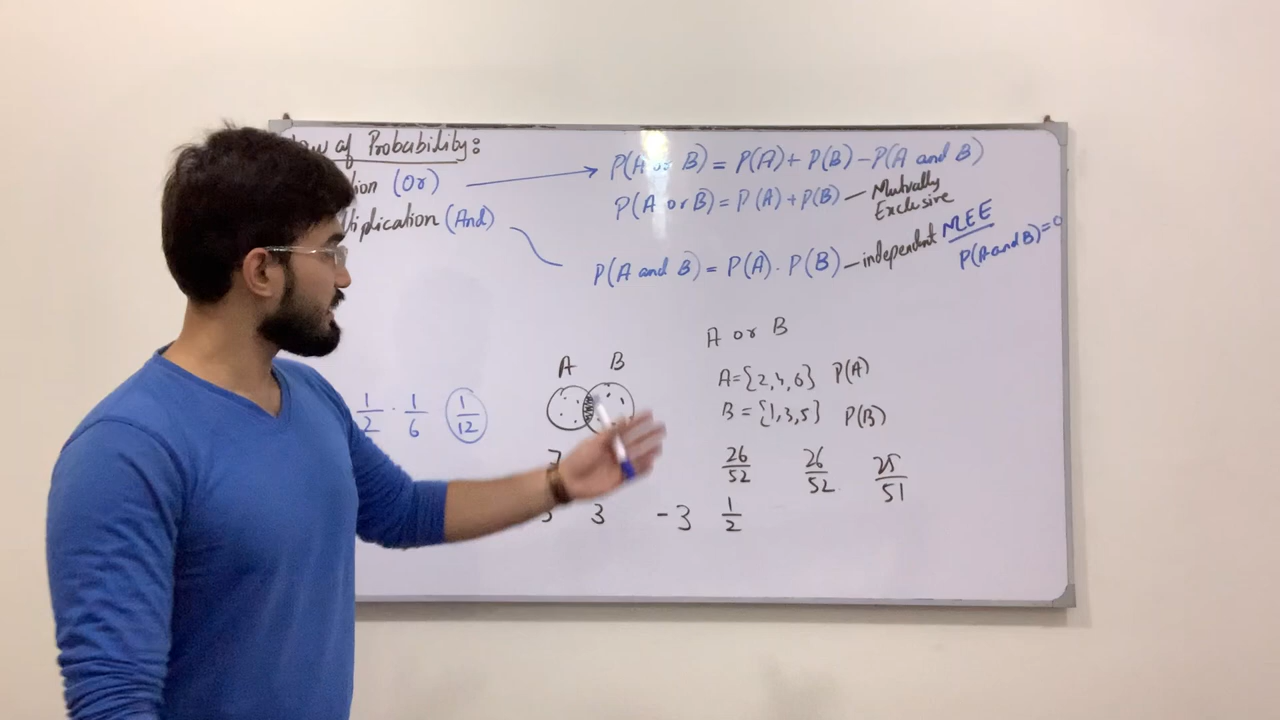 Law of Probability:
(Or)
P(A or B) = P(A) + P(B) - P(A and B)
P(A or B) = P(A) + P(B) — Mutually Exclusive
(And)
P(A and B) = P(A) . P(B) — independent
MEE
P(A and B) = 0
A or B
A B
A = {2,4,6} P(A)
B = {1,3,5} P(B)
1/2 . 1/6 1/12
26/52 26/52 25/51
3 -3 1/2